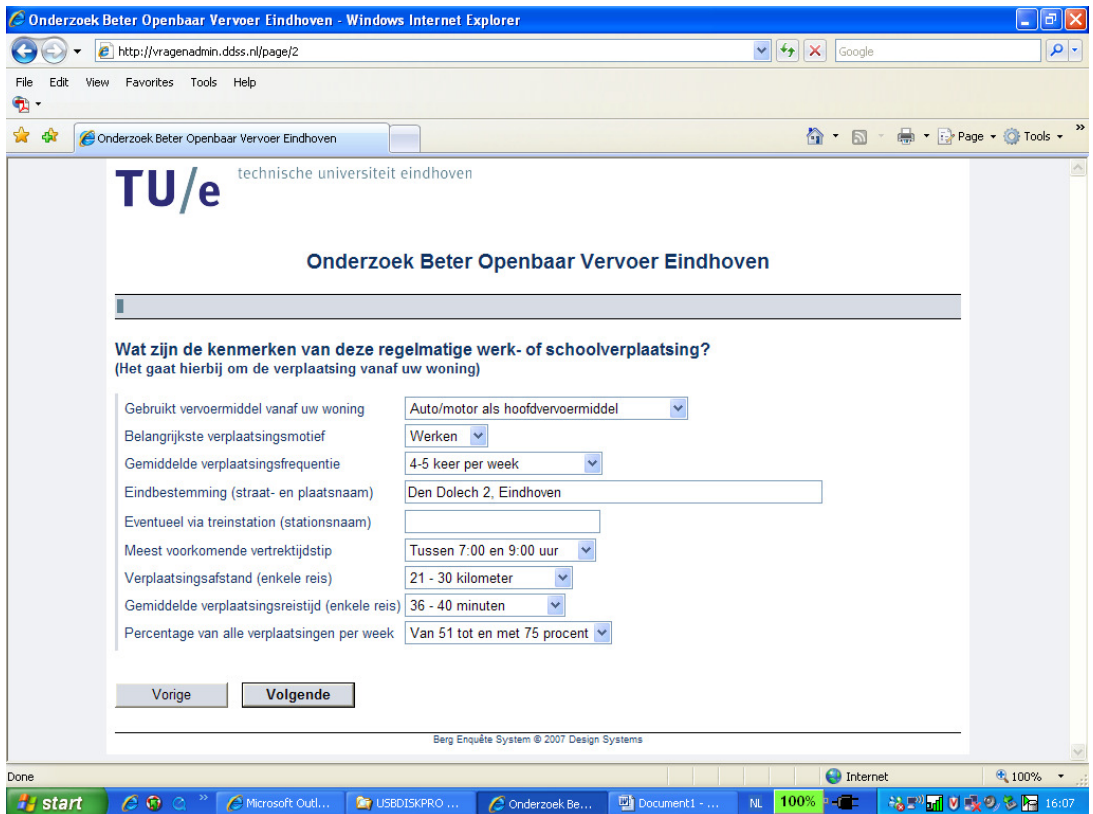 Onderzoek Beter Openbaar Vervoer Eindhoven - Windows Internet Explorer
http://vragenadmin.ddss.nl/page/2
Google
File Edit View Favorites Tools Help
Onderzoek Beter Openbaar Vervoer Eindhoven
Page Tools »
TU/e technische universiteit eindhoven
Onderzoek Beter Openbaar Vervoer Eindhoven
Wat zijn de kenmerken van deze regelmatige werk- of schoolverplaatsing?
(Het gaat hierbij om de verplaatsing vanaf uw woning)
Gebruikt vervoermiddel vanaf uw woning Auto/motor als hoofdvervoermiddel
Belangrijkste verplaatsingsmotief Werken
Gemiddelde verplaatsingsfrequentie 4-5 keer per week
Eindbestemming (straat- en plaatsnaam) Den Dolech 2, Eindhoven
Eventueel via treinstation (stationsnaam)
Meest voorkomende vertrektijdstip Tussen 7:00 en 9:00 uur
Verplaatsingsafstand (enkele reis) 21 - 30 kilometer
Gemiddelde verplaatsingsreistijd (enkele reis) 36 - 40 minuten
Percentage van alle verplaatsingen per week Van 51 tot en met 75 procent
Vorige Volgende
Berg Enquête System © 2007 Design Systems
Done Internet 100%
start » Microsoft Outl... USBDISKPRO ... Onderzoek Be... Document1 - ... NL 100% 16:07